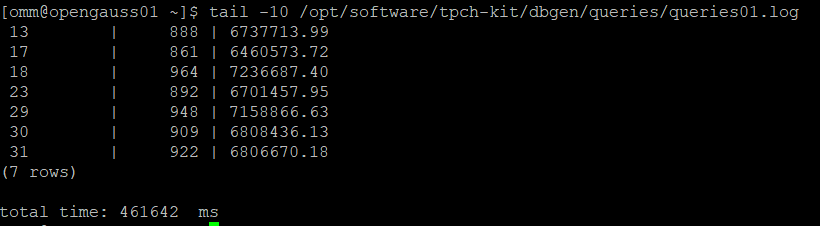 [omm@opengauss01 ~]$ tail -10 /opt/software/tpch-kit/dbgen/queries/queries01.log
 13        |     888 | 6737713.99
 17        |     861 | 6460573.72
 18        |     964 | 7236687.40
 23        |     892 | 6701457.95
 29        |     948 | 7158866.63
 30        |     909 | 6808436.13
 31        |     922 | 6806670.18
(7 rows)

total time: 461642  ms